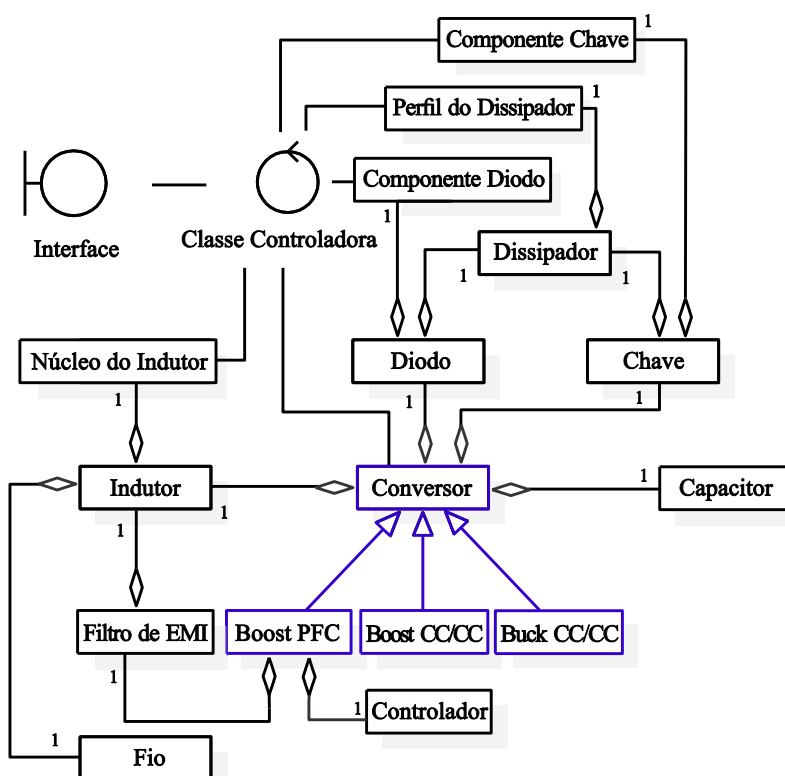 Componente Chave
1
Perfil do Dissipador
1
Componente Diodo
1
Interface
Classe Controladora
Dissipador
1
1
Núcleo do Indutor
1
Diodo
1
Chave
1
Indutor
1
1
Conversor
1
Capacitor
Filtro de EMI
1
Boost PFC
Boost CC/CC
Buck CC/CC
1
Controlador
1
Fio